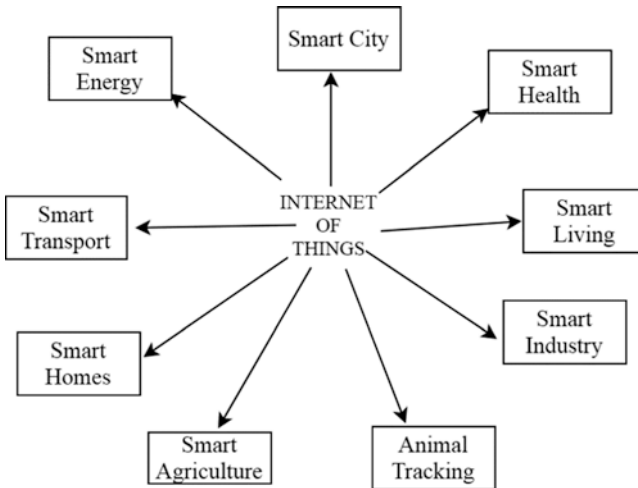 Smart City
Smart
Energy
Smart
Health
INTERNET
OF
THINGS
Smart
Transport
Smart
Living
Smart
Homes
Smart
Industry
Smart
Agriculture
Animal
Tracking